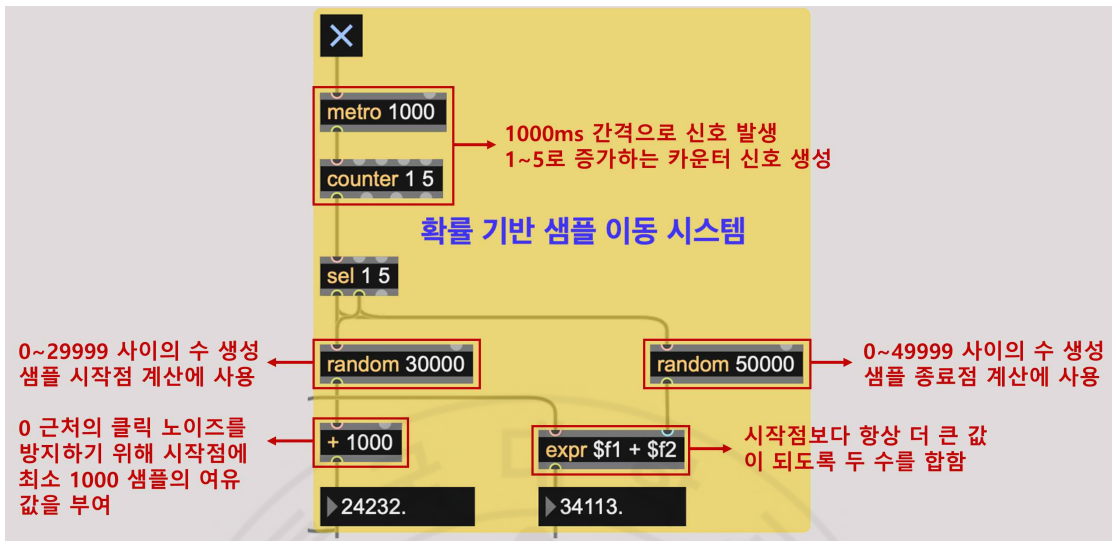 metro 1000
1000ms 간격으로 신호 발생
1~5로 증가하는 카운터 신호 생성
counter 1 5
확률 기반 샘플 이동 시스템
sel 1 5
0~29999 사이의 수 생성
샘플 시작점 계산에 사용
random 30000
random 50000
0~49999 사이의 수 생성
샘플 종료점 계산에 사용
0 근처의 클릭 노이즈를
방지하기 위해 시작점에
최소 1000 샘플의 여유
값을 부여
+ 1000
expr $f1 + $f2
시작점보다 항상 더 큰 값
이 되도록 두 수를 합함
24232.
34113.